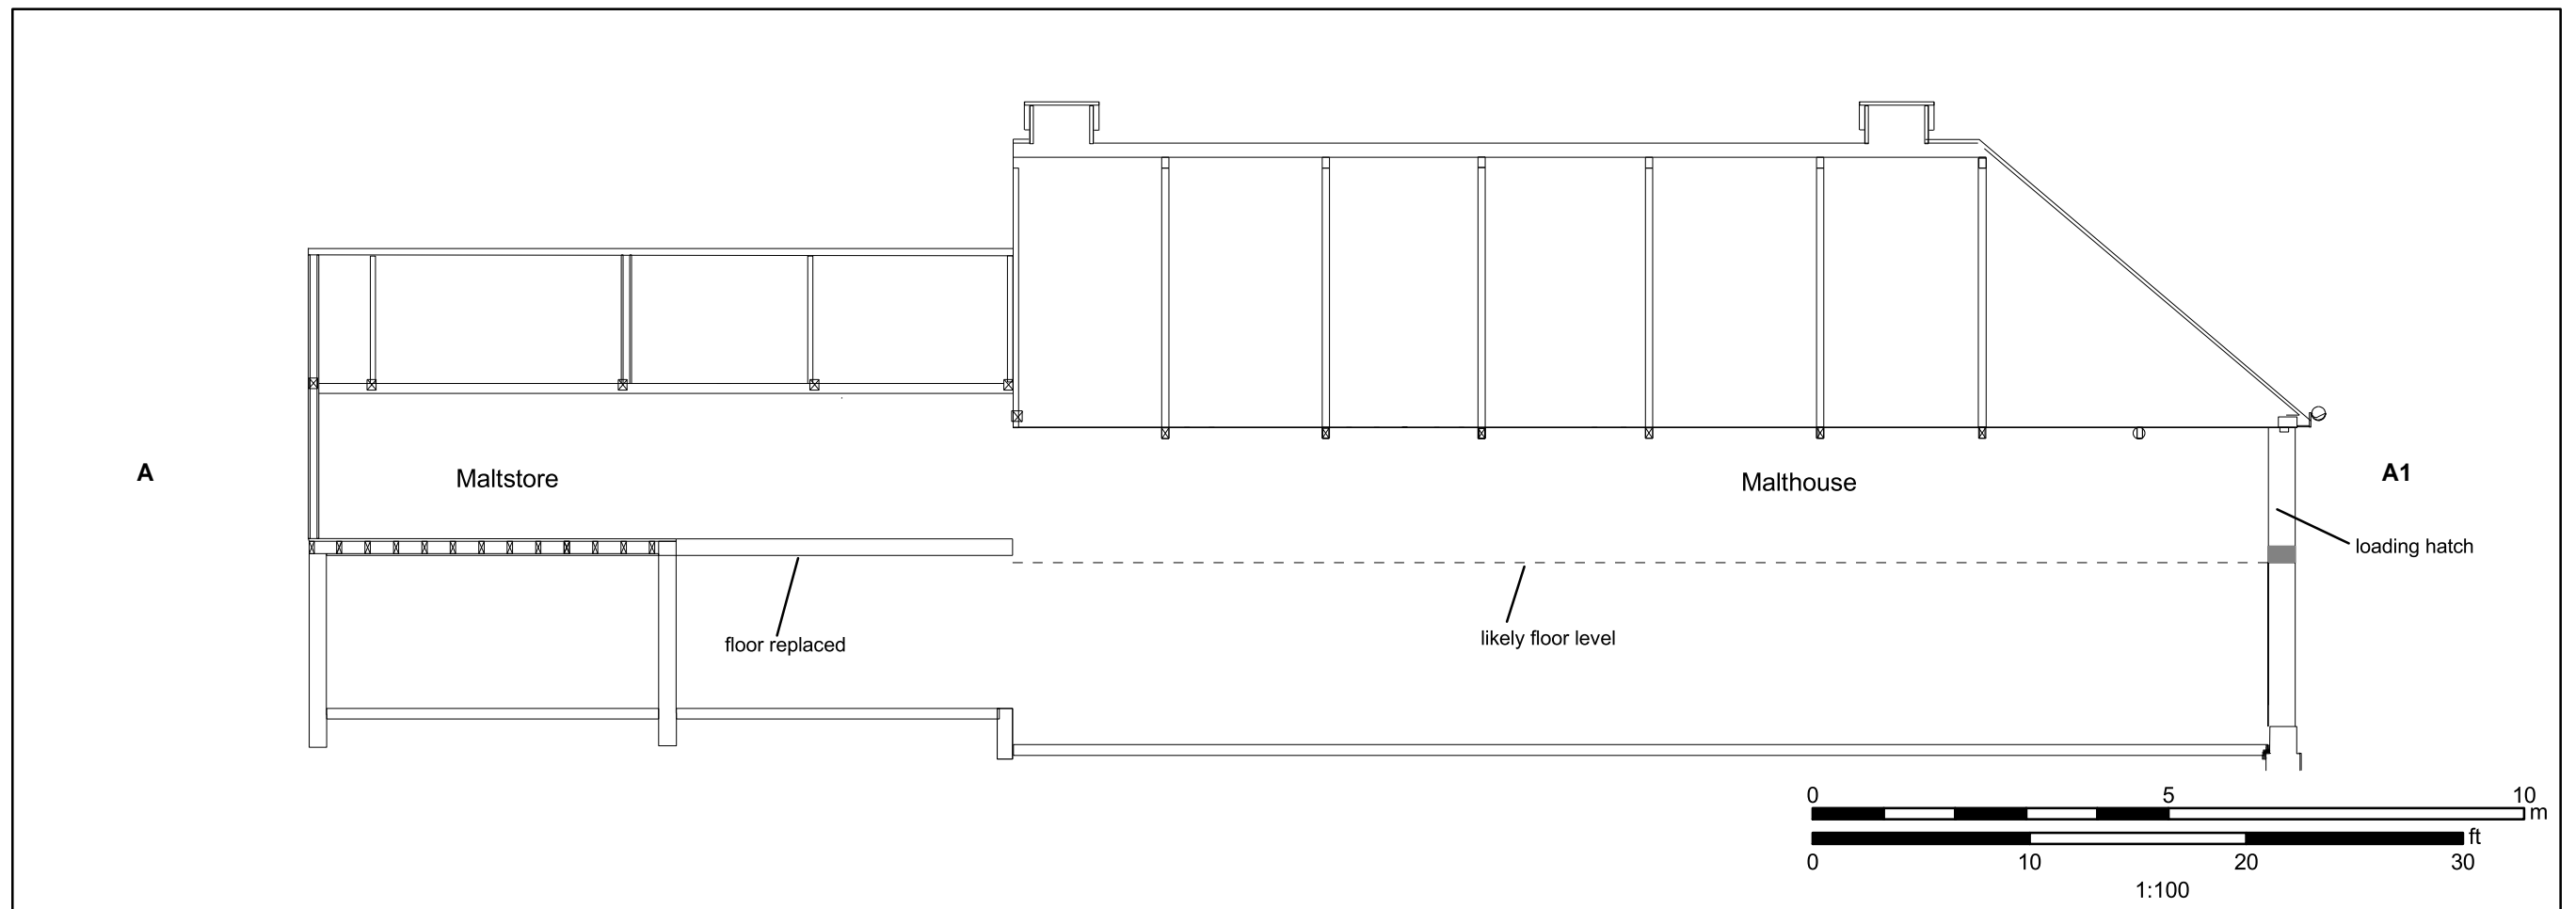 A
Maltstore
Malthouse
A1
loading hatch
floor replaced
likely floor level
0 5 10
m
ft
0 10 20 30
1:100